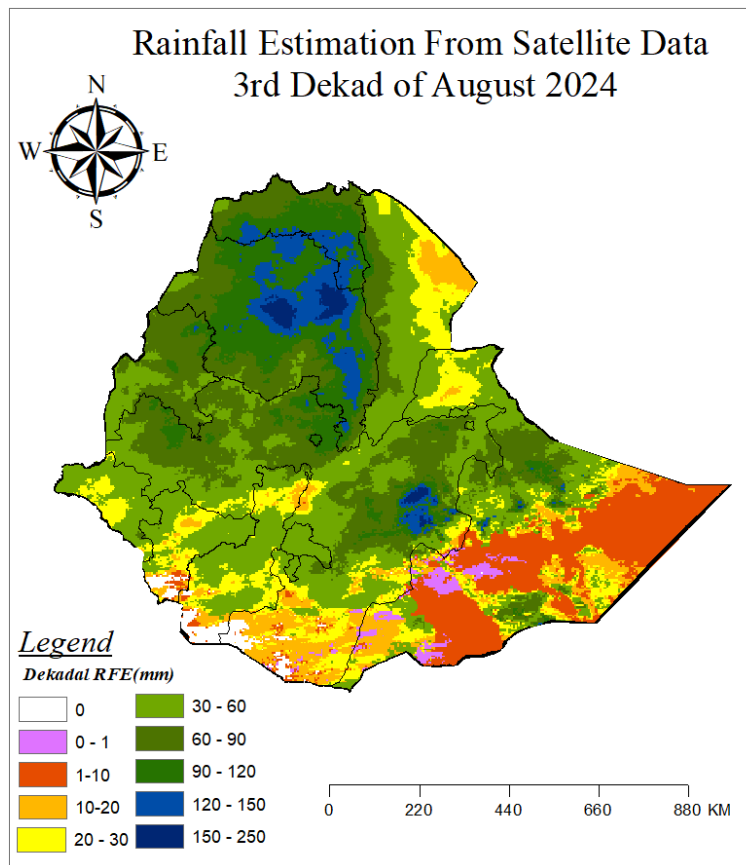 Rainfall Estimation From Satellite Data
3rd Dekad of August 2024
N
W
E
S
Legend
Dekadal RFE(mm)
0
0 - 1
1-10
10-20
20 - 30
30 - 60
60 - 90
90 - 120
120 - 150
150 - 250
0 220 440 660 880 KM